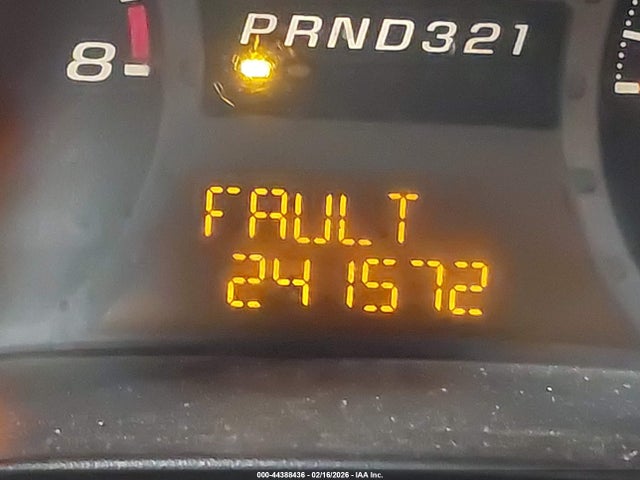 PRND321
8
FAULT
241572
000-44388436 - 02/16/2026 - IAA Inc.